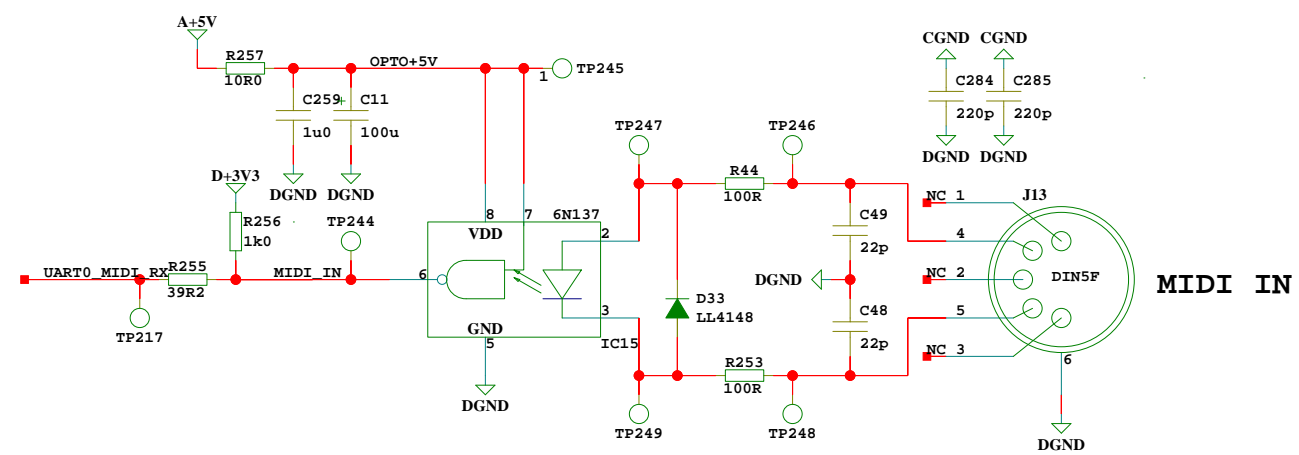 A+5V
R257
10R0
OPTO+5V
1
TP245
C259
1u0
+
C11
100u
DGND
DGND
D+3V3
R256
1k0
TP244
UART0_MIDI_RX
R255
39R2
MIDI_IN
TP217
6
8
7
6N137
VDD
2
3
GND
5
IC15
DGND
TP247
TP246
R44
100R
D33
LL4148
C49
22p
DGND
C48
22p
R253
100R
TP249
TP248
CGND
CGND
C284
220p
C285
220p
DGND
DGND
NC 1
J13
4
NC 2
DIN5F
5
NC 3
6
DGND
MIDI IN